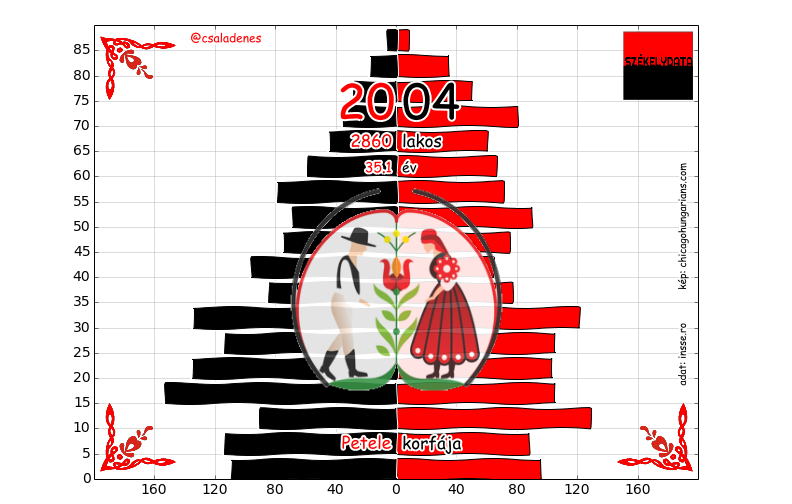 @csaladenes
SZÉKELYDATA
2004
2860 lakos
35.1 év
kép: chicagohungarians.com
adat: insse.ro
Petele korfája
85
80
75
70
65
60
55
50
45
40
35
30
25
20
15
10
5
0
160 120 80 40 0 40 80 120 160